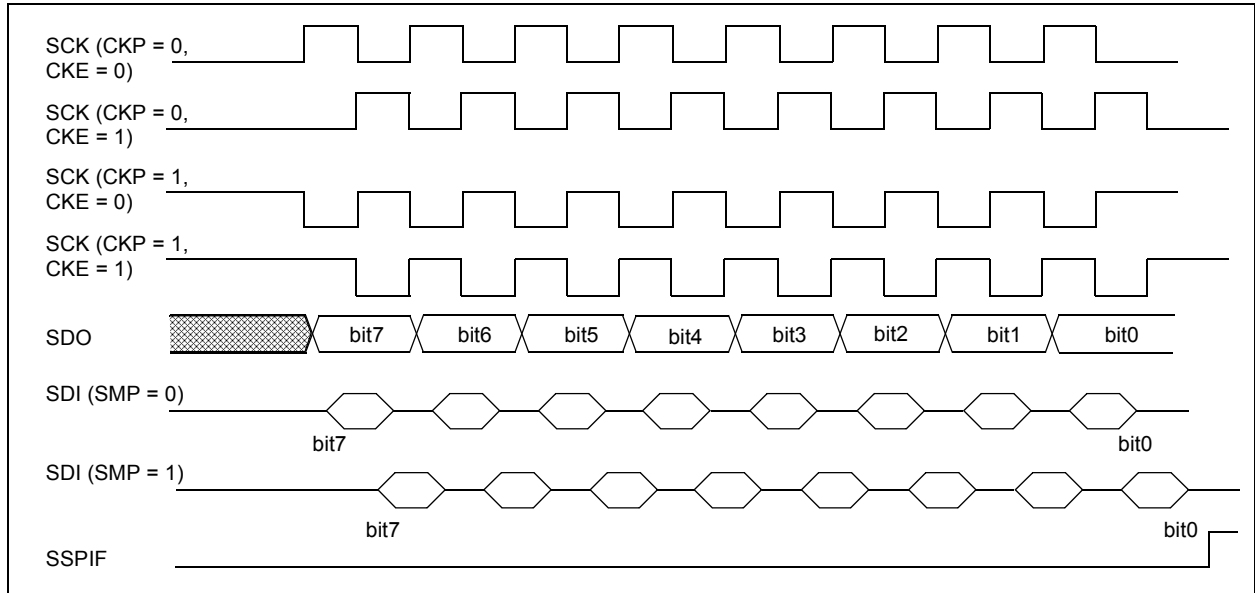 SCK (CKP = 0,
CKE = 0)
SCK (CKP = 0,
CKE = 1)
SCK (CKP = 1,
CKE = 0)
SCK (CKP = 1,
CKE = 1)
SDO bit7 bit6 bit5 bit4 bit3 bit2 bit1 bit0
SDI (SMP = 0)
bit7 bit0
SDI (SMP = 1)
bit7 bit0
SSPIF